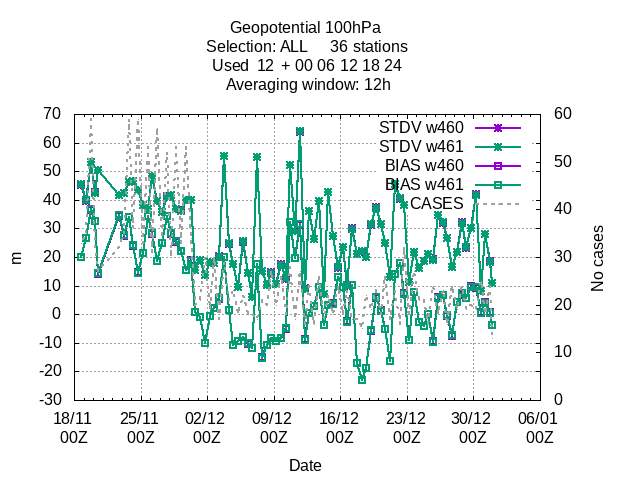 Geopotential 100hPa
Selection: ALL 36 stations
Used 12 + 00 06 12 18 24
Averaging window: 12h
70 60
60 50
50 40
40 30
30 20
20 10
10 0
0
-10
-20
-30
m
No cases
STDV w460
STDV w461
BIAS w460
BIAS w461
CASES
18/11 25/11 02/12 09/12 16/12 23/12 30/12 06/01
00Z 00Z 00Z 00Z 00Z 00Z 00Z 00Z
Date